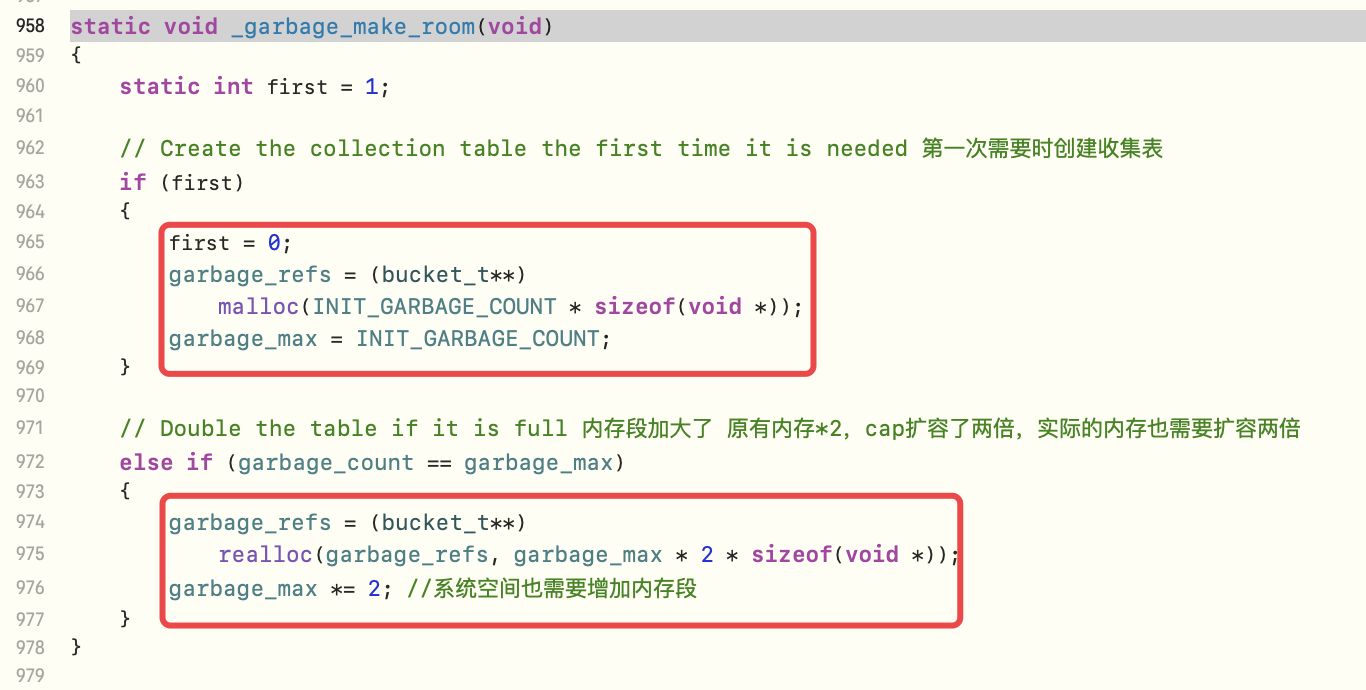 958 static void _garbage_make_room(void)
959 {
960     static int first = 1;
961
962     // Create the collection table the first time it is needed 第一次需要时创建收集表
963     if (first)
964     {
965         first = 0;
966         garbage_refs = (bucket_t**)
967             malloc(INIT_GARBAGE_COUNT * sizeof(void *));
968         garbage_max = INIT_GARBAGE_COUNT;
969     }
970
971     // Double the table if it is full 内存段加大了 原有内存*2，cap扩容了两倍，实际的内存也需要扩容两倍
972     else if (garbage_count == garbage_max)
973     {
974         garbage_refs = (bucket_t**)
975             realloc(garbage_refs, garbage_max * 2 * sizeof(void *));
976         garbage_max *= 2; //系统空间也需要增加内存段
977     }
978 }
979